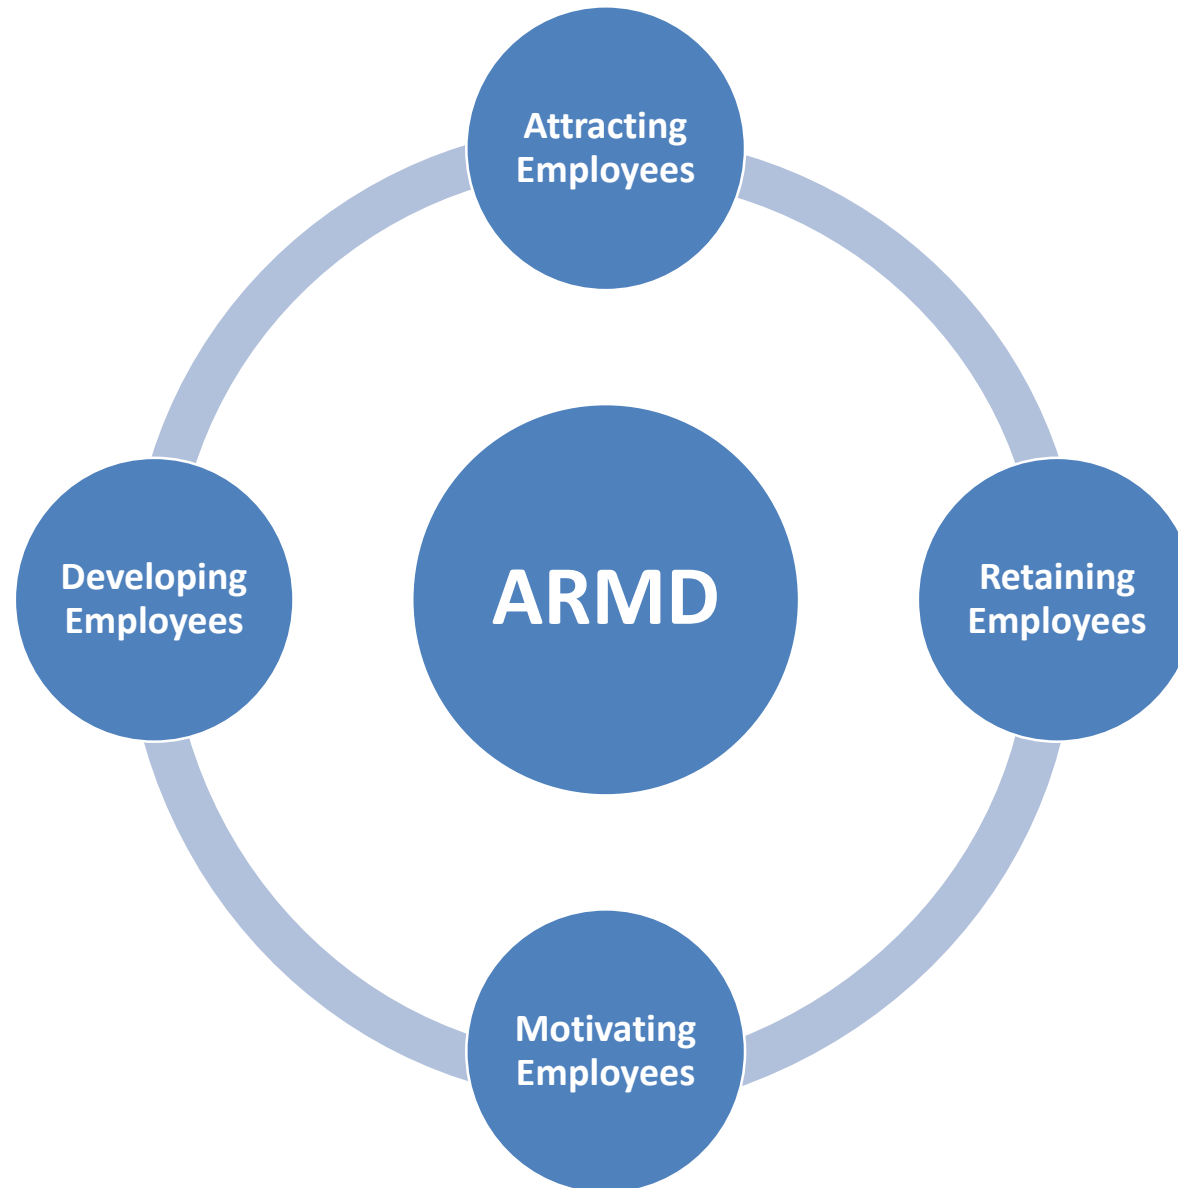 Attracting
Employees
Developing
Employees
ARMD
Retaining
Employees
Motivating
Employees